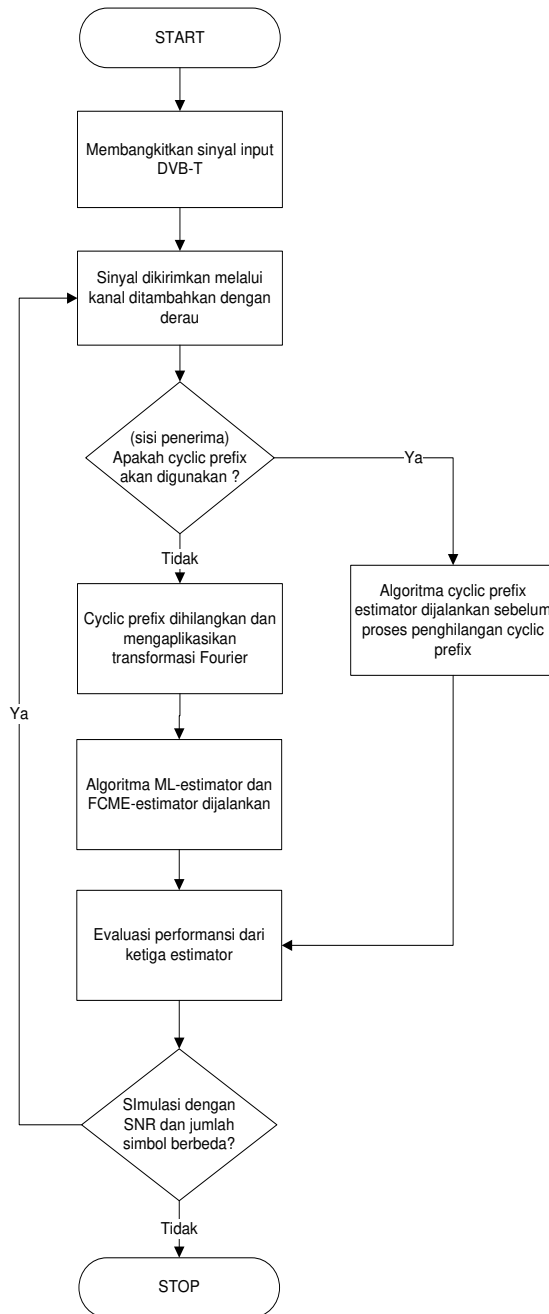 START
Membangkitkan sinyal input
DVB-T
Sinyal dikirimkan melalui
kanal ditambahkan dengan
derau
(sisi penerima)
Apakah cyclic prefix
akan digunakan ?
Ya
Tidak
Algoritma cyclic prefix
estimator dijalankan sebelum
proses penghilangan cyclic
prefix
Cyclic prefix dihilangkan dan
mengaplikasikan
transformasi Fourier
Ya
Algoritma ML-estimator dan
FCME-estimator dijalankan
Evaluasi performansi dari
ketiga estimator
SImulasi dengan
SNR dan jumlah
simbol berbeda?
Tidak
STOP